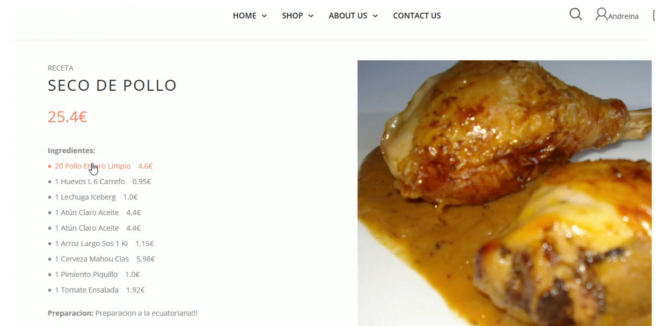 HOME SHOP ABOUT US CONTACT US Andreina
RECETA
SECO DE POLLO
25.4€
Ingredientes:
20 Pollo Entero Limpio 4.6€
1 Huevos L 6 Carrefo 0.95€
1 Lechuga Iceberg 1.0€
1 Atún Claro Aceite 4.4€
1 Atún Claro Aceite 4.4€
1 Arroz Largo Sos 1 Ki 1.15€
1 Cerveza Mahou Clas 5.98€
1 Pimiento Piquillo 1.0€
1 Tomate Ensalada 1.92€
Preparacion: Preparacion a la ecuatoriana!!!